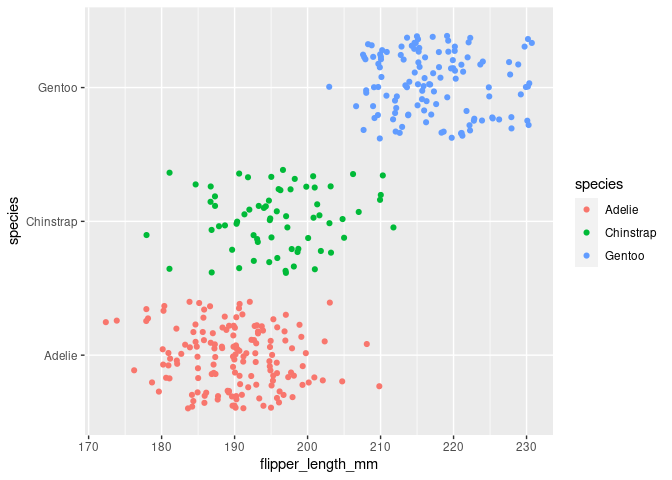 Gentoo
Chinstrap
Adelie
species
170 180 190 200 210 220 230
flipper_length_mm
species
Adelie
Chinstrap
Gentoo